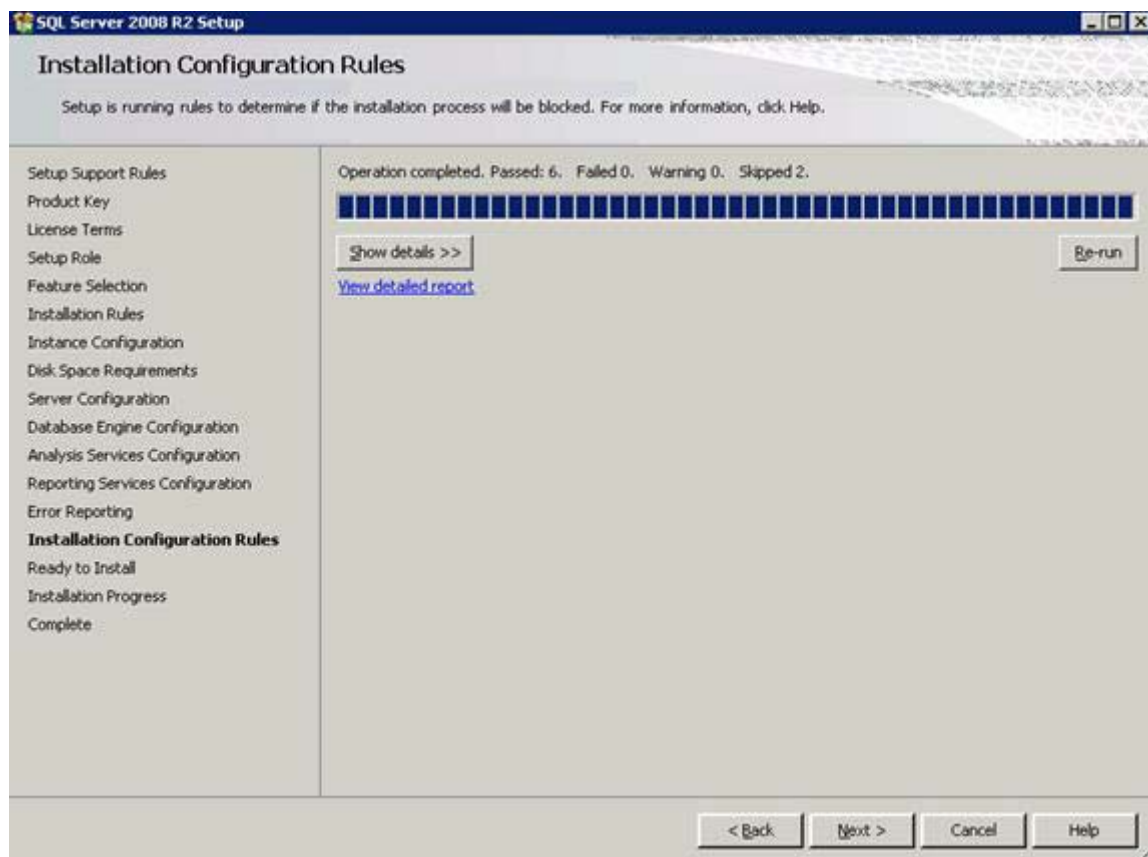 SQL Server 2008 R2 Setup
Installation Configuration Rules
Setup is running rules to determine if the installation process will be blocked. For more information, click Help.
Setup Support Rules
Product Key
License Terms
Setup Role
Feature Selection
Installation Rules
Instance Configuration
Disk Space Requirements
Server Configuration
Database Engine Configuration
Analysis Services Configuration
Reporting Services Configuration
Error Reporting
Installation Configuration Rules
Ready to Install
Installation Progress
Complete
Operation completed. Passed: 6. Failed 0. Warning 0. Skipped 2.
Show details >>
Re-run
View detailed report
< Back
Next >
Cancel
Help